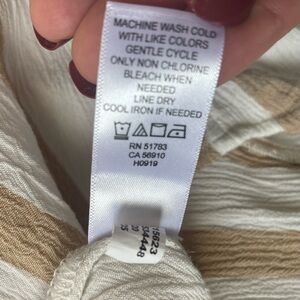 MACHINE WASH COLD
WITH LIKE COLORS
GENTLE CYCLE
ONLY NON CHLORINE
BLEACH WHEN
NEEDED
LINE DRY
COOL IRON IF NEEDED
RN 51783
CA 56910
H0919